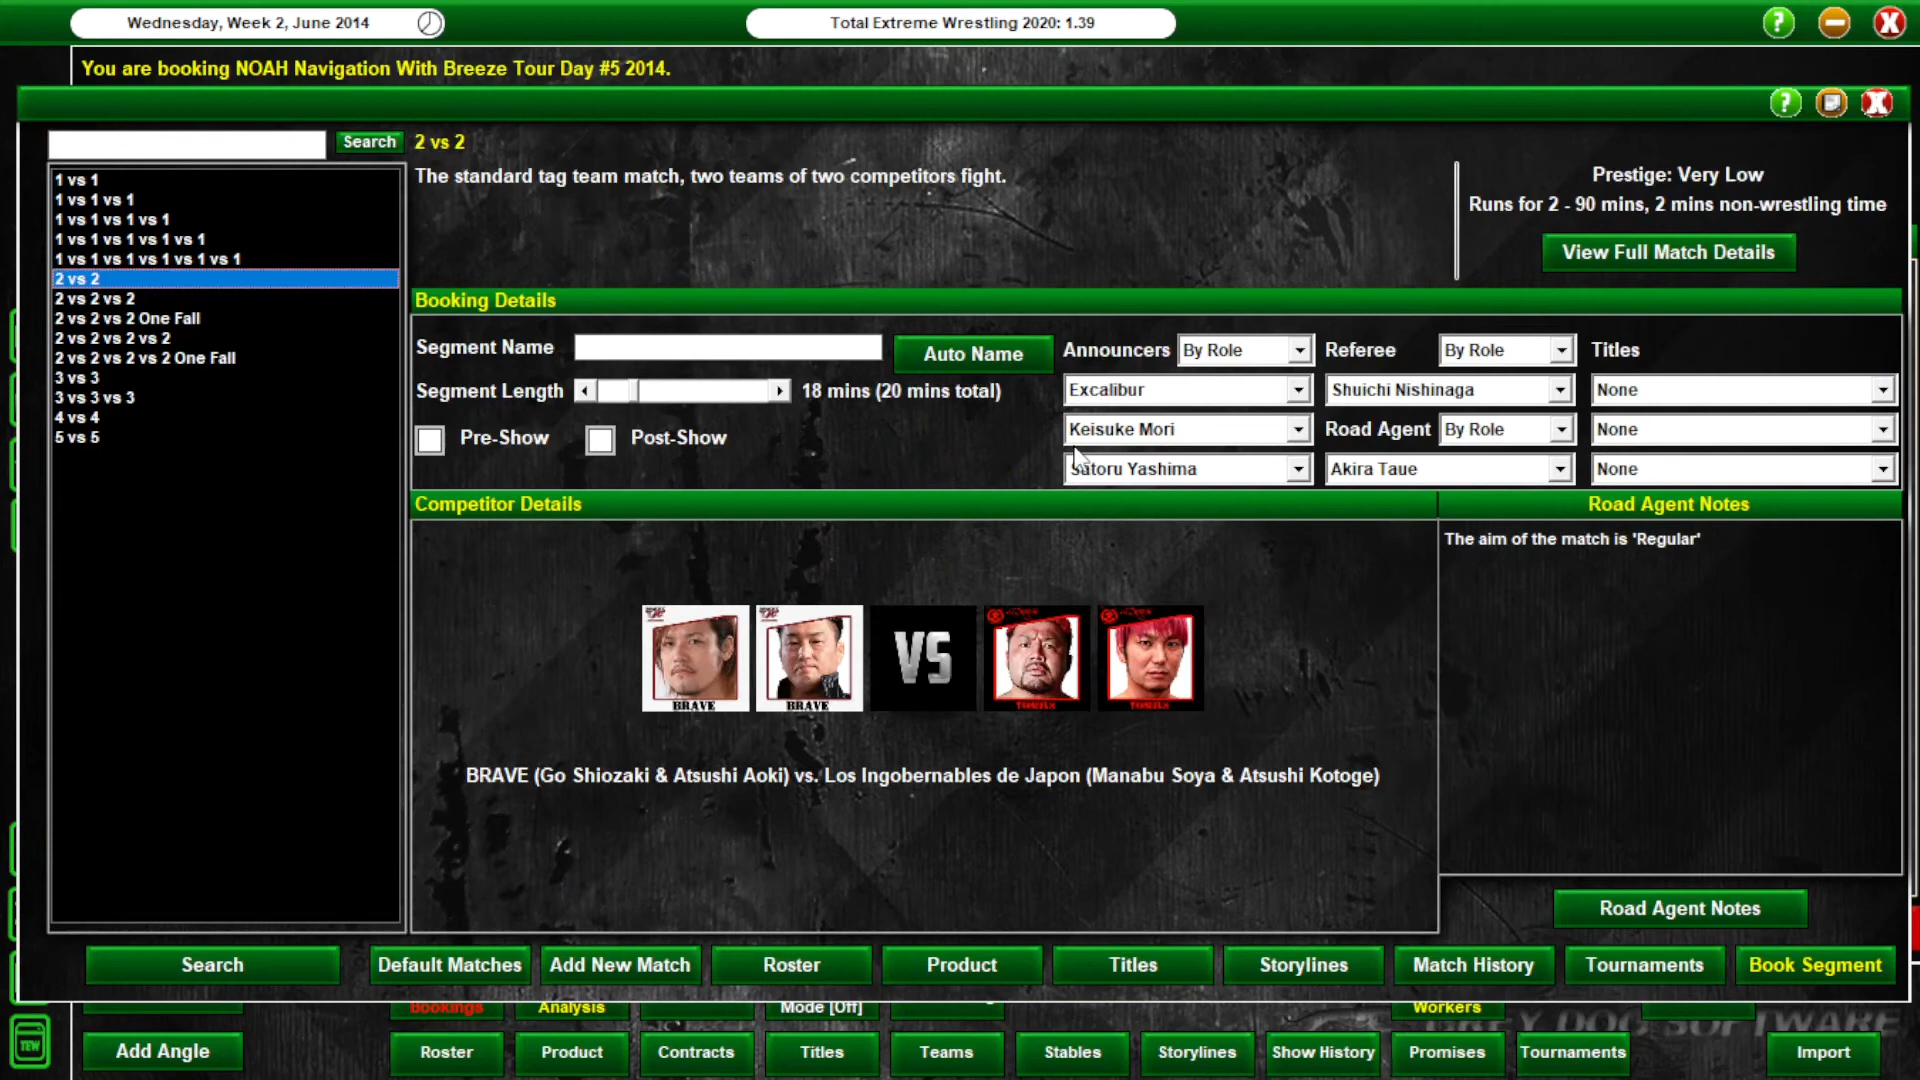 Wednesday, Week 2, June 2014
Total Extreme Wrestling 2020: 1.39
You are booking NOAH Navigation With Breeze Tour Day #5 2014.
Search
2 vs 2
The standard tag team match, two teams of two competitors fight.
Prestige: Very Low
Runs for 2 - 90 mins, 2 mins non-wrestling time
View Full Match Details
1 vs 1
1 vs 1 vs 1
1 vs 1 vs 1 vs 1
1 vs 1 vs 1 vs 1 vs 1
1 vs 1 vs 1 vs 1 vs 1 vs 1
2 vs 2
2 vs 2 vs 2
2 vs 2 vs 2 One Fall
2 vs 2 vs 2 vs 2
2 vs 2 vs 2 vs 2 One Fall
3 vs 3
3 vs 3 vs 3
4 vs 4
5 vs 5
Booking Details
Segment Name
Auto Name
Announcers By Role
Referee By Role
Titles
Segment Length 18 mins (20 mins total)
Excalibur
Shuichi Nishinaga
None
Pre-Show
Post-Show
Keisuke Mori
Road Agent By Role
None
Satoru Yashima
Akira Taue
None
Competitor Details
Road Agent Notes
The aim of the match is 'Regular'
BRAVE
BRAVE
VS
BRAVE (Go Shiozaki & Atsushi Aoki) vs. Los Ingobernables de Japon (Manabu Soya & Atsushi Kotoge)
Road Agent Notes
Search
Default Matches
Add New Match
Roster
Product
Titles
Storylines
Match History
Tournaments
Book Segment
Bookings
Analysis
Mode [Off]
Workers
GREY DOG SOFTWARE
TEW
Add Angle
Roster
Product
Contracts
Titles
Teams
Stables
Storylines
Show History
Promises
Tournaments
Import